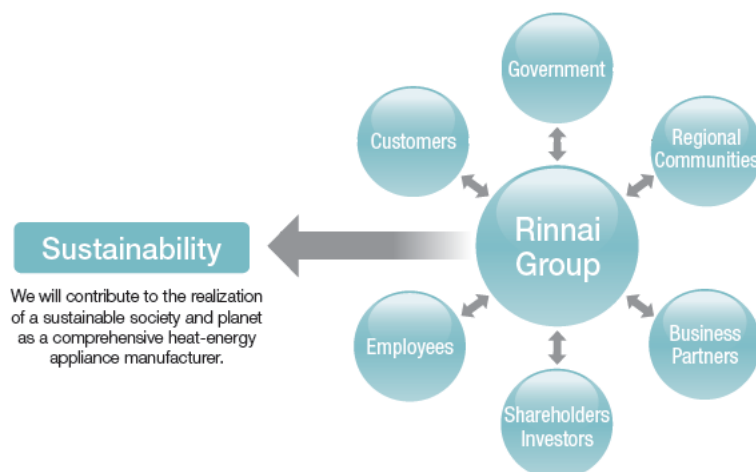 Government
Customers
Regional
Communities
Rinnai
Group
Sustainability
We will contribute to the realization
of a sustainable society and planet
as a comprehensive heat-energy
appliance manufacturer.
Employees
Business
Partners
Shareholders
Investors